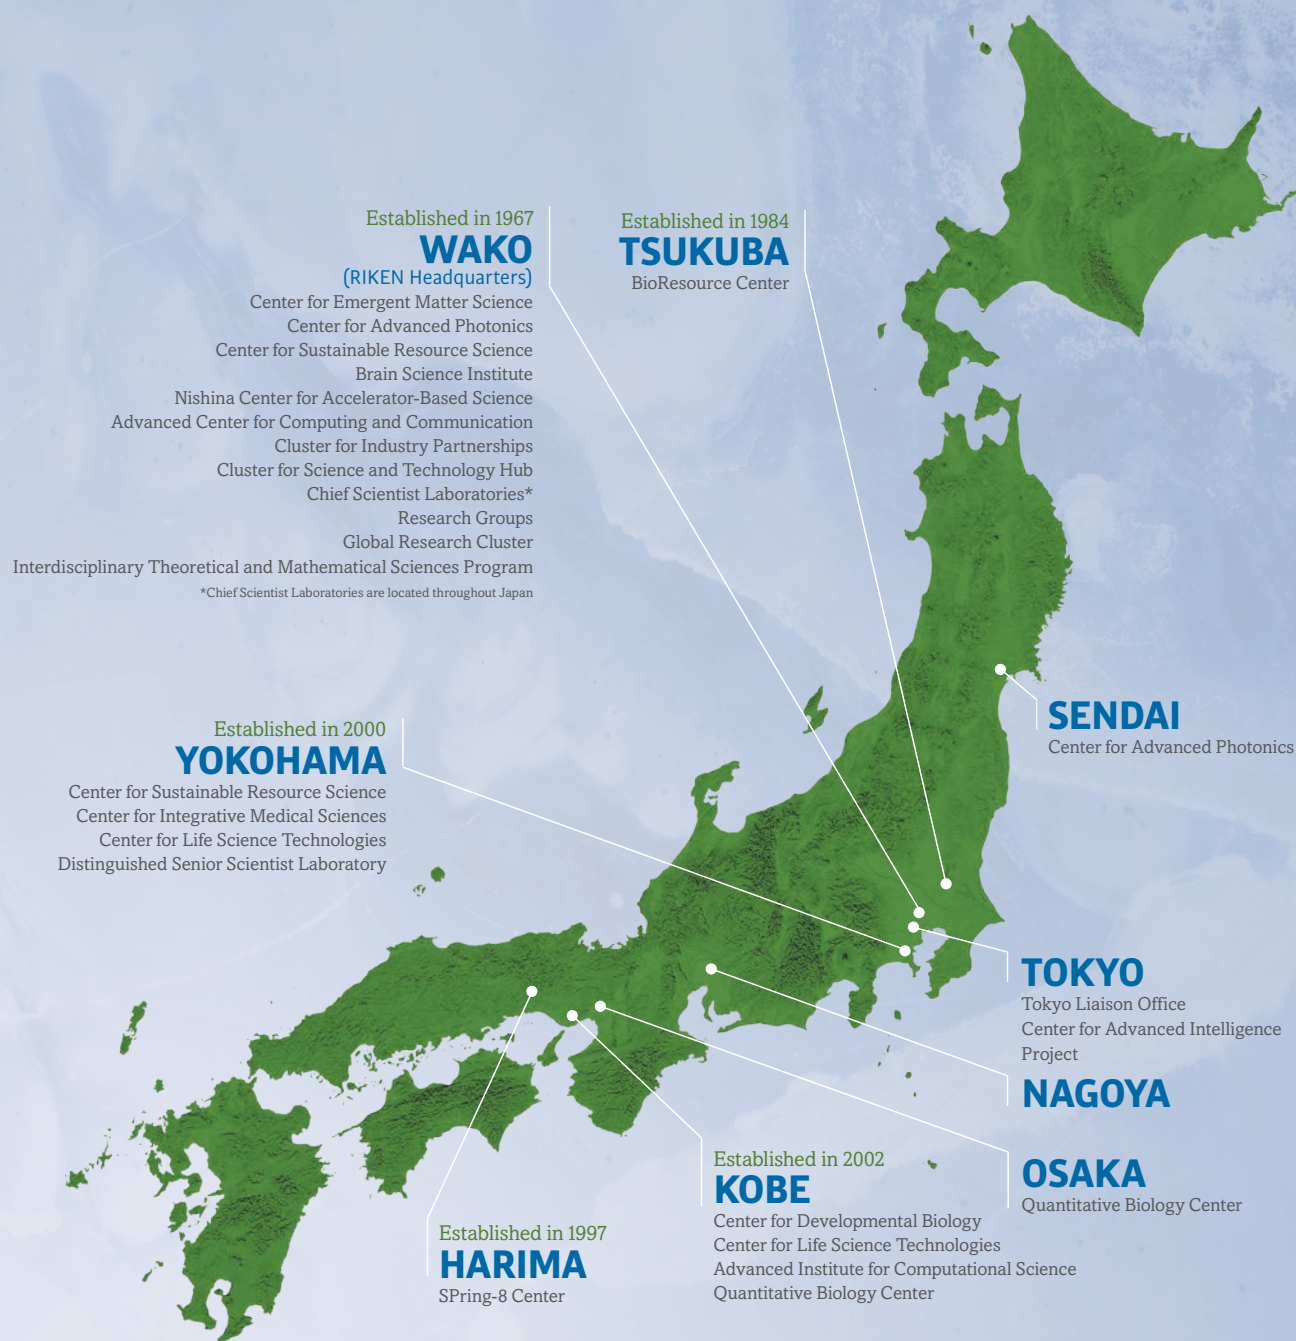 Established in 1967
WAKO
(RIKEN Headquarters)
Center for Emergent Matter Science
Center for Advanced Photonics
Center for Sustainable Resource Science
Brain Science Institute
Nishina Center for Accelerator-Based Science
Advanced Center for Computing and Communication
Cluster for Industry Partnerships
Cluster for Science and Technology Hub
Chief Scientist Laboratories*
Research Groups
Global Research Cluster
Interdisciplinary Theoretical and Mathematical Sciences Program
*Chief Scientist Laboratories are located throughout Japan
Established in 1984
TSUKUBA
BioResource Center
SENDAI
Center for Advanced Photonics
Established in 2000
YOKOHAMA
Center for Sustainable Resource Science
Center for Integrative Medical Sciences
Center for Life Science Technologies
Distinguished Senior Scientist Laboratory
TOKYO
Tokyo Liaison Office
Center for Advanced Intelligence
Project
NAGOYA
OSAKA
Quantitative Biology Center
Established in 2002
KOBE
Center for Developmental Biology
Center for Life Science Technologies
Advanced Institute for Computational Science
Quantitative Biology Center
Established in 1997
HARIMA
SPring-8 Center